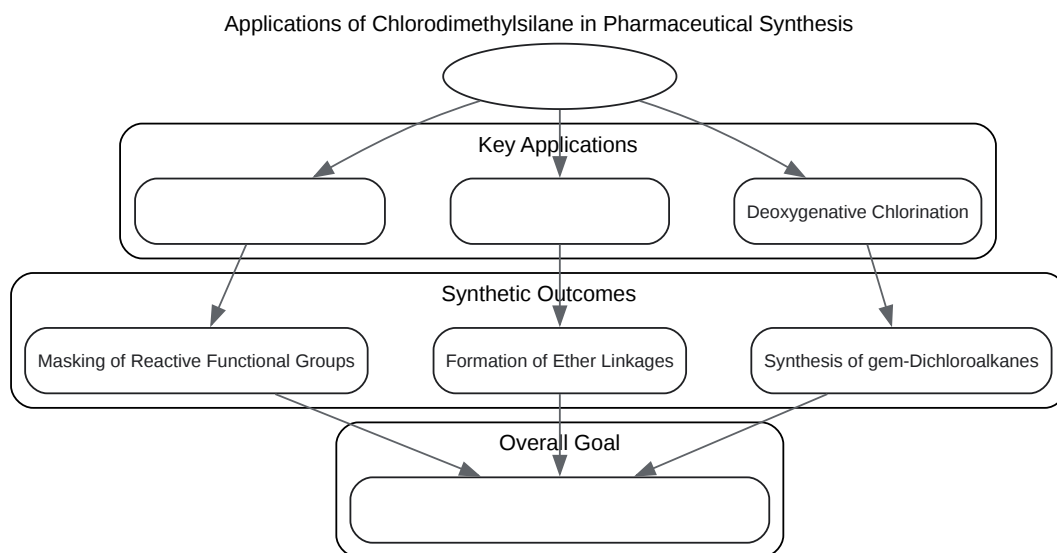 Applications of Chlorodimethylsilane in Pharmaceutical Synthesis
Key Applications
Deoxygenative Chlorination
Synthetic Outcomes
Masking of Reactive Functional Groups
Formation of Ether Linkages
Synthesis of gem-Dichloroalkanes
Overall Goal